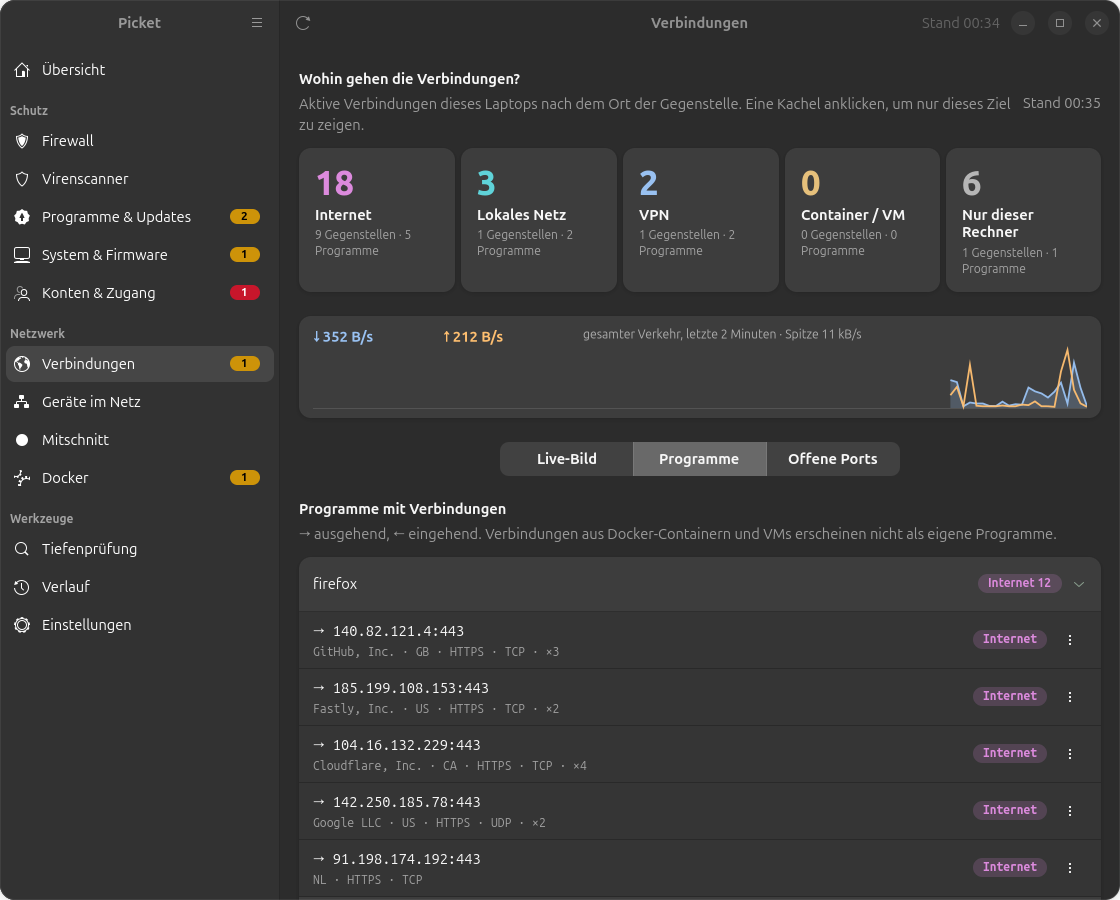 Picket
Verbindungen
Stand 00:34
Übersicht
Schutz
Firewall
Virenscanner
Programme & Updates
2
System & Firmware
1
Konten & Zugang
1
Netzwerk
Verbindungen
1
Geräte im Netz
Mitschnitt
Docker
1
Werkzeuge
Tiefenprüfung
Verlauf
Einstellungen
Wohin gehen die Verbindungen?
Aktive Verbindungen dieses Laptops nach dem Ort der Gegenstelle. Eine Kachel anklicken, um nur dieses Ziel
zu zeigen.
Stand 00:35
18
Internet
9 Gegenstellen · 5
Programme
3
Lokales Netz
1 Gegenstellen · 2
Programme
2
VPN
1 Gegenstellen · 2
Programme
0
Container / VM
0 Gegenstellen · 0
Programme
6
Nur dieser
Rechner
1 Gegenstellen · 1
Programme
↓352 B/s
↑212 B/s
gesamter Verkehr, letzte 2 Minuten · Spitze 11 kB/s
Live-Bild
Programme
Offene Ports
Programme mit Verbindungen
→ ausgehend, ← eingehend. Verbindungen aus Docker-Containern und VMs erscheinen nicht als eigene Programme.
firefox
Internet 12
→ 140.82.121.4:443
GitHub, Inc. · GB · HTTPS · TCP · ×3
Internet
→ 185.199.108.153:443
Fastly, Inc. · US · HTTPS · TCP · ×2
Internet
→ 104.16.132.229:443
Cloudflare, Inc. · CA · HTTPS · TCP · ×4
Internet
→ 142.250.185.78:443
Google LLC · US · HTTPS · UDP · ×2
Internet
→ 91.198.174.192:443
NL · HTTPS · TCP
Internet